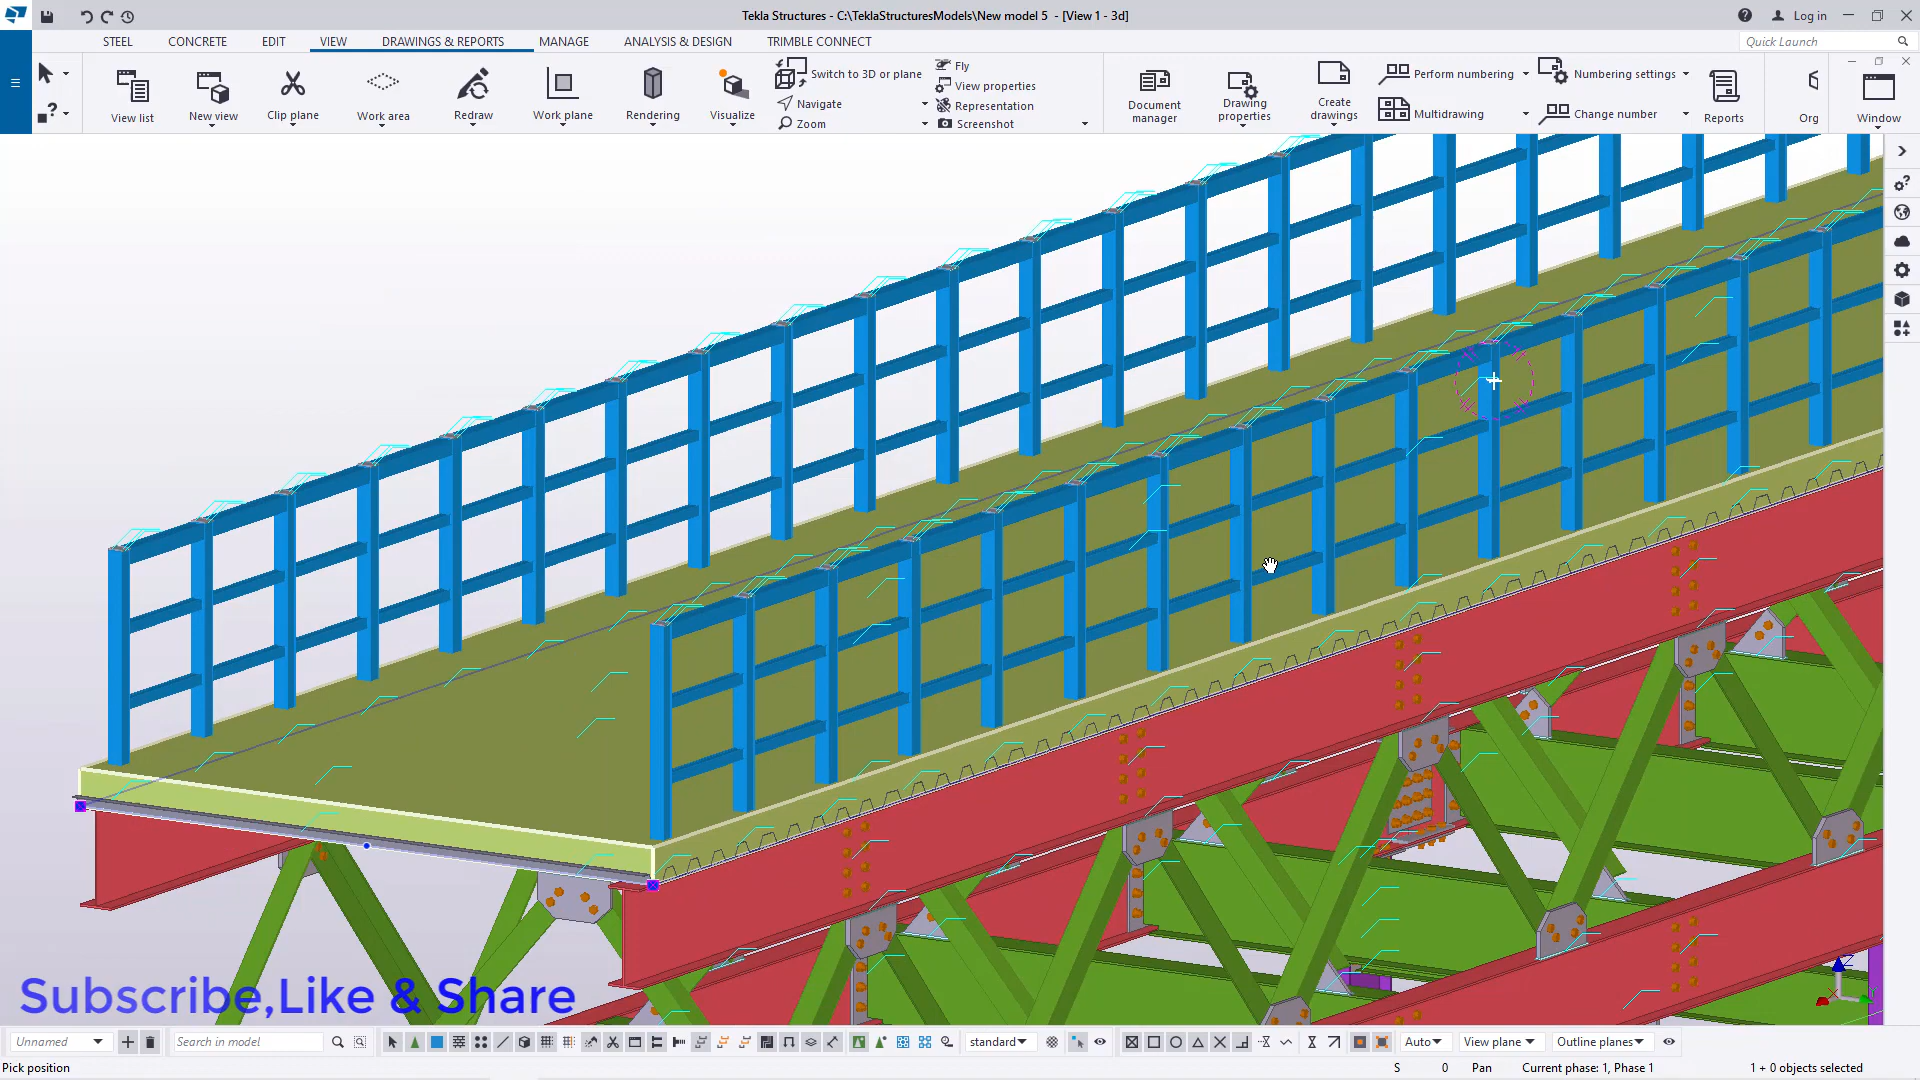 Tekla Structures - C:\TeklaStructuresModels\New model 5 - [View 1 - 3d]
Log in
STEEL CONCRETE EDIT VIEW DRAWINGS & REPORTS MANAGE ANALYSIS & DESIGN TRIMBLE CONNECT
Quick Launch
View list
New view
Clip plane
Work area
Redraw
Work plane
Rendering
Visualize
Switch to 3D or plane
Navigate
Zoom
Fly
View properties
Representation
Screenshot
Document manager
Drawing properties
Create drawings
Perform numbering
Multidrawing
Numbering settings
Change number
Reports
Org
Window
Subscribe,Like & Share
Unnamed
Search in model
standard
Auto
View plane
Outline planes
Pick position
S 0 Pan Current phase: 1, Phase 1 1 + 0 objects selected